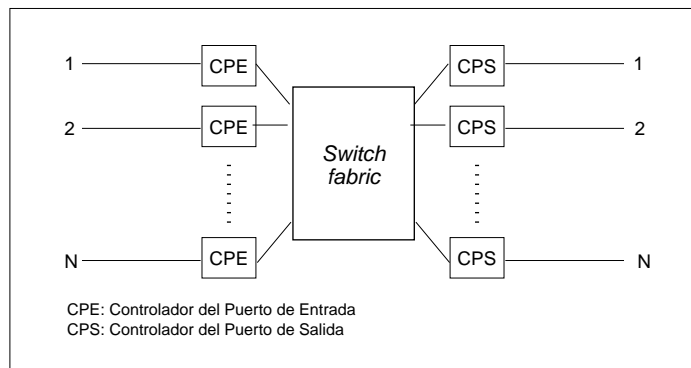 1 CPE CPS 1
2 CPE CPS 2
Switch
fabric
N CPE CPS N
CPE: Controlador del Puerto de Entrada
CPS: Controlador del Puerto de Salida